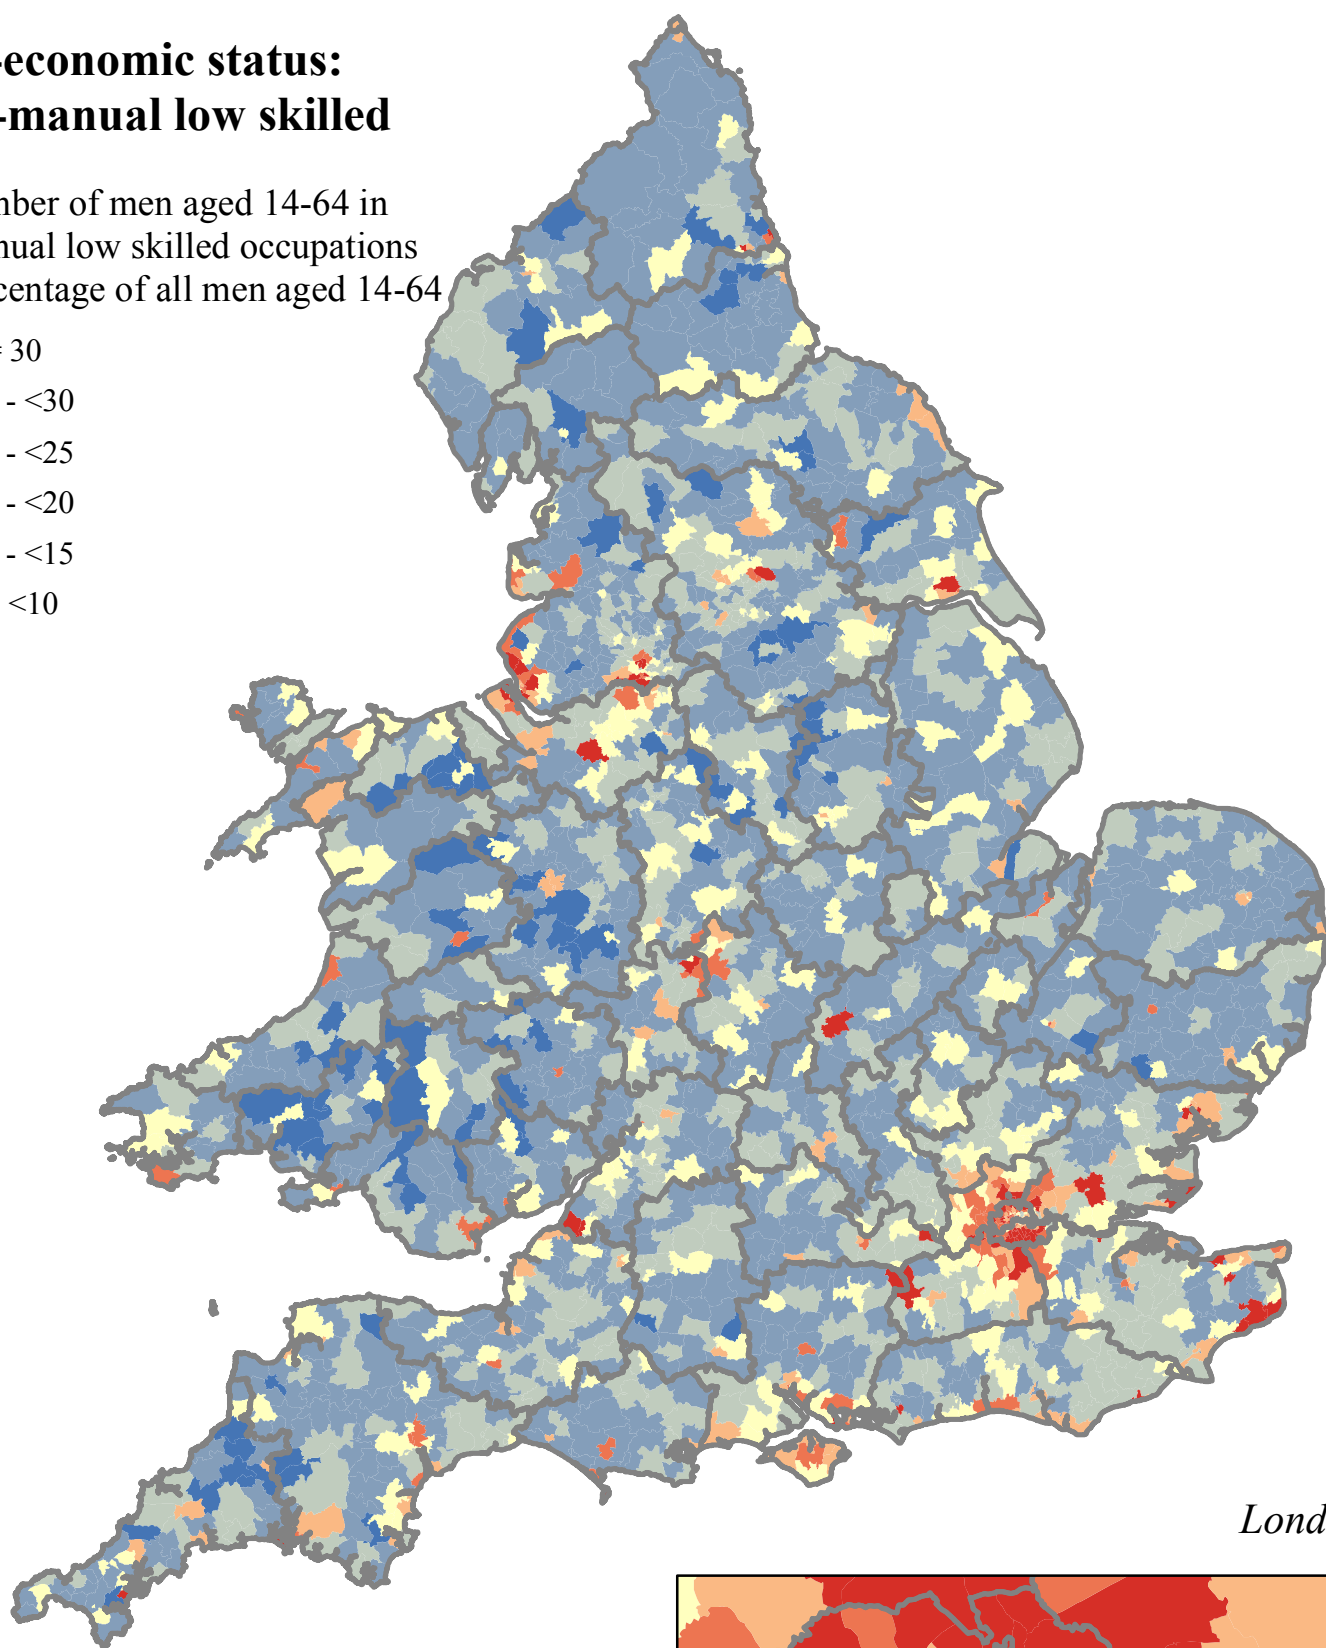 -economic status:
-manual low skilled
nber of men aged 14-64 in
nual low skilled occupations
centage of all men aged 14-64
= 30
- <30
- <25
- <20
- <15
<10
Lond